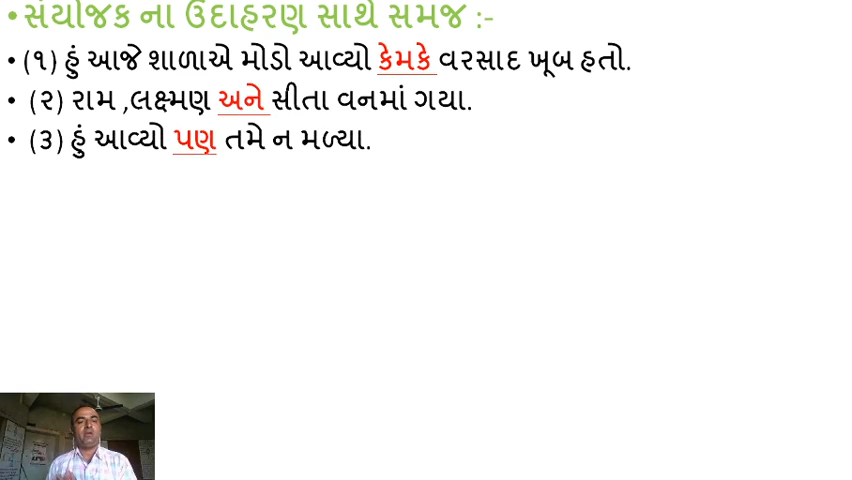 •સંયોજક ના ઉદાહરણ સાથે સમજ :-
• (૧) હું આજે શાળાએ મોડો આવ્યો કેમકે વરસાદ ખૂબ હતો.
• (૨) રામ ,લક્ષ્મણ અને સીતા વનમાં ગયા.
• (૩) હું આવ્યો પણ તમે ન મળ્યા.